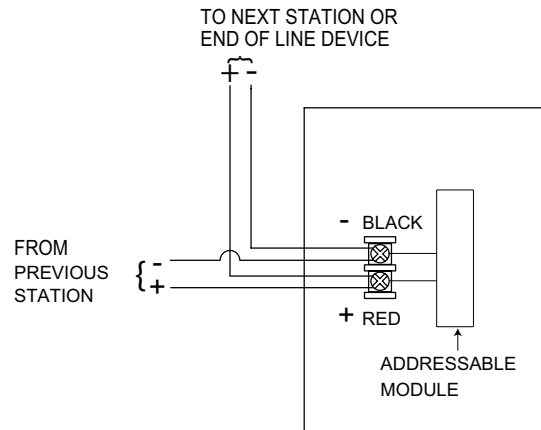 TO NEXT STATION OR
END OF LINE DEVICE
+ -
- BLACK
FROM
PREVIOUS
STATION
-
+
+ RED
ADDRESSABLE
MODULE